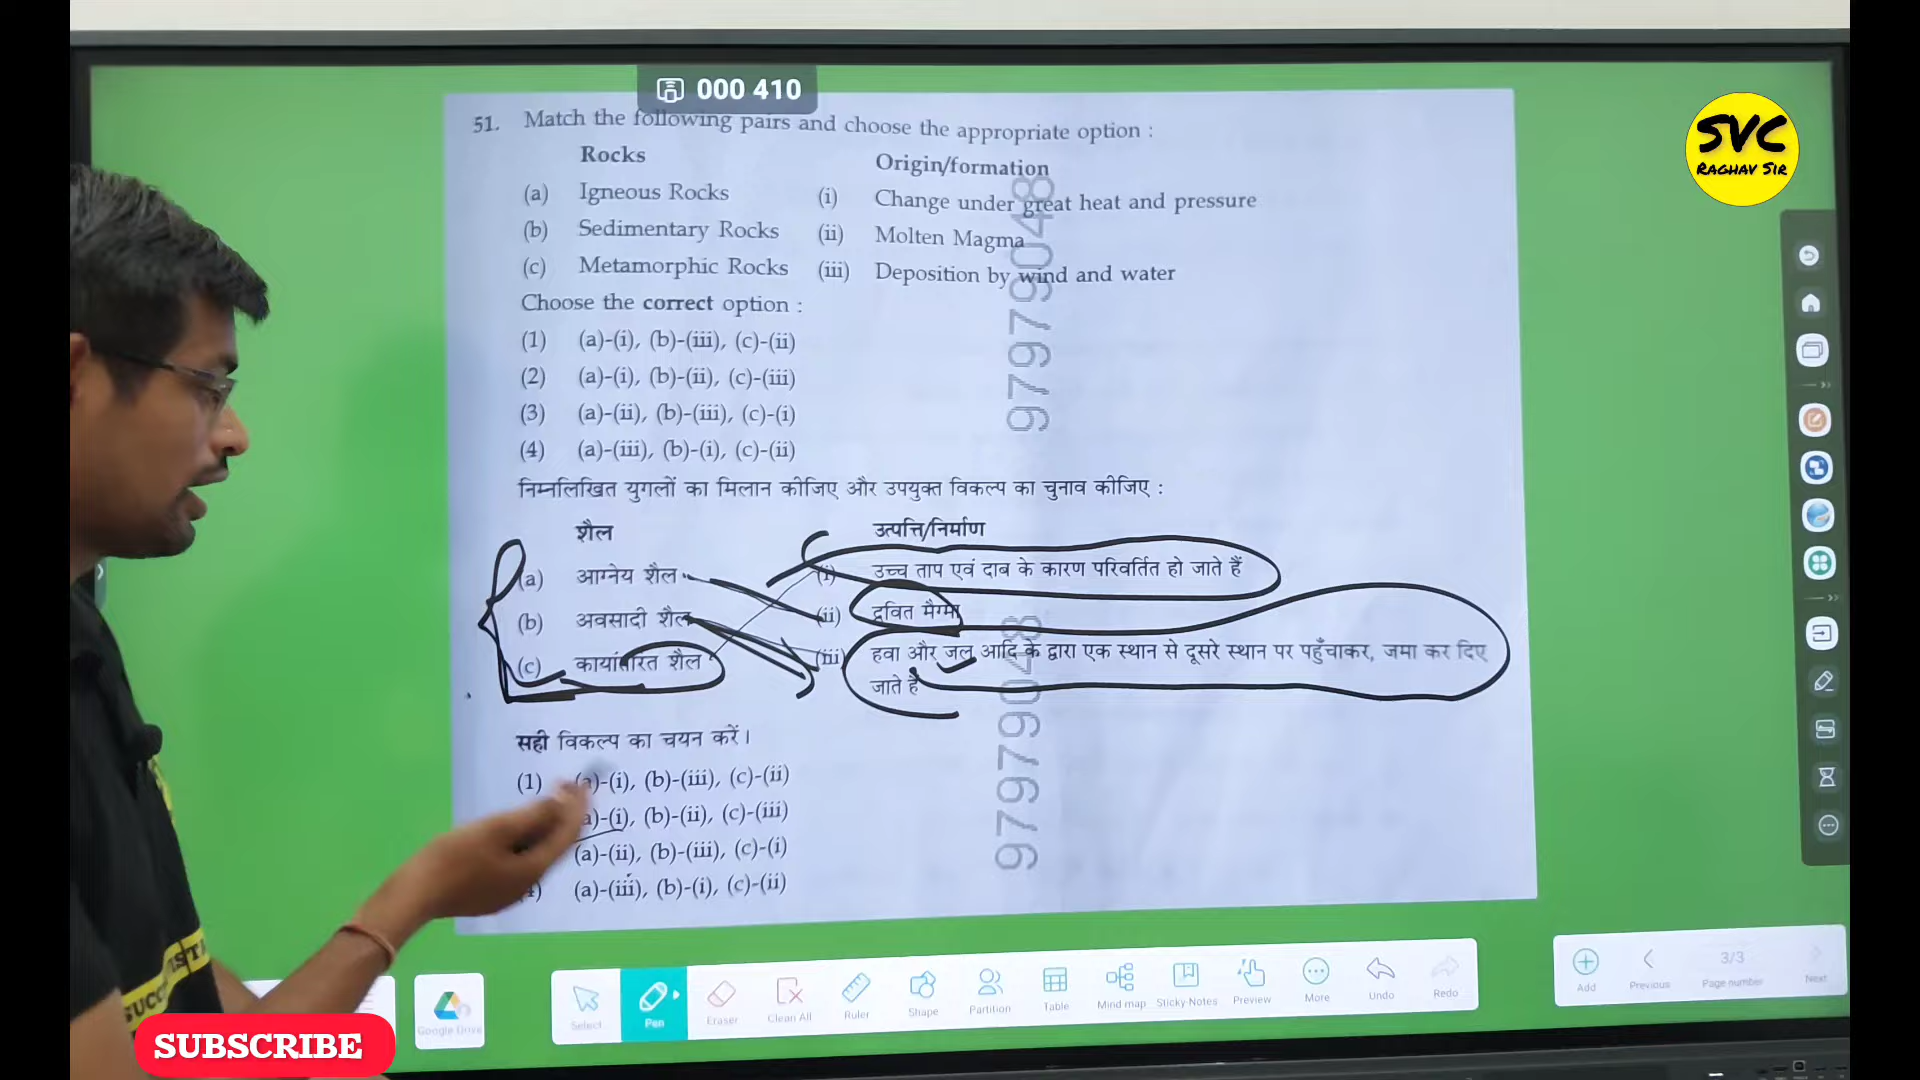 000 410
SVC
RAGHAV SIR
51. Match the following pairs and choose the appropriate option :
Rocks Origin/formation
(a) Igneous Rocks (i) Change under great heat and pressure
(b) Sedimentary Rocks (ii) Molten Magma
(c) Metamorphic Rocks (iii) Deposition by wind and water
Choose the correct option :
(1) (a)-(i), (b)-(iii), (c)-(ii)
(2) (a)-(i), (b)-(ii), (c)-(iii)
(3) (a)-(ii), (b)-(iii), (c)-(i)
(4) (a)-(iii), (b)-(i), (c)-(ii)
निम्नलिखित युगलों का मिलान कीजिए और उपयुक्त विकल्प का चुनाव कीजिए :
शैल उत्पत्ति/निर्माण
(a) आग्नेय शैल (i) उच्च ताप एवं दाब के कारण परिवर्तित हो जाते हैं
(b) अवसादी शैल (ii) द्रवित मैग्मा
(c) कायांतरित शैल (iii) हवा और जल आदि के द्वारा एक स्थान से दूसरे स्थान पर पहुँचाकर, जमा कर दिए
जाते हैं
सही विकल्प का चयन करें।
(1) (a)-(i), (b)-(iii), (c)-(ii)
a)-(i), (b)-(ii), (c)-(iii)
(a)-(ii), (b)-(iii), (c)-(i)
(a)-(iii), (b)-(i), (c)-(ii)
97979048
97979048
Google Drive
Select Pen Eraser Clean All Ruler Shape Partition Table Mind map Sticky Notes Preview More Undo Redo
Add Previous 3/3 Page number Next
SUBSCRIBE